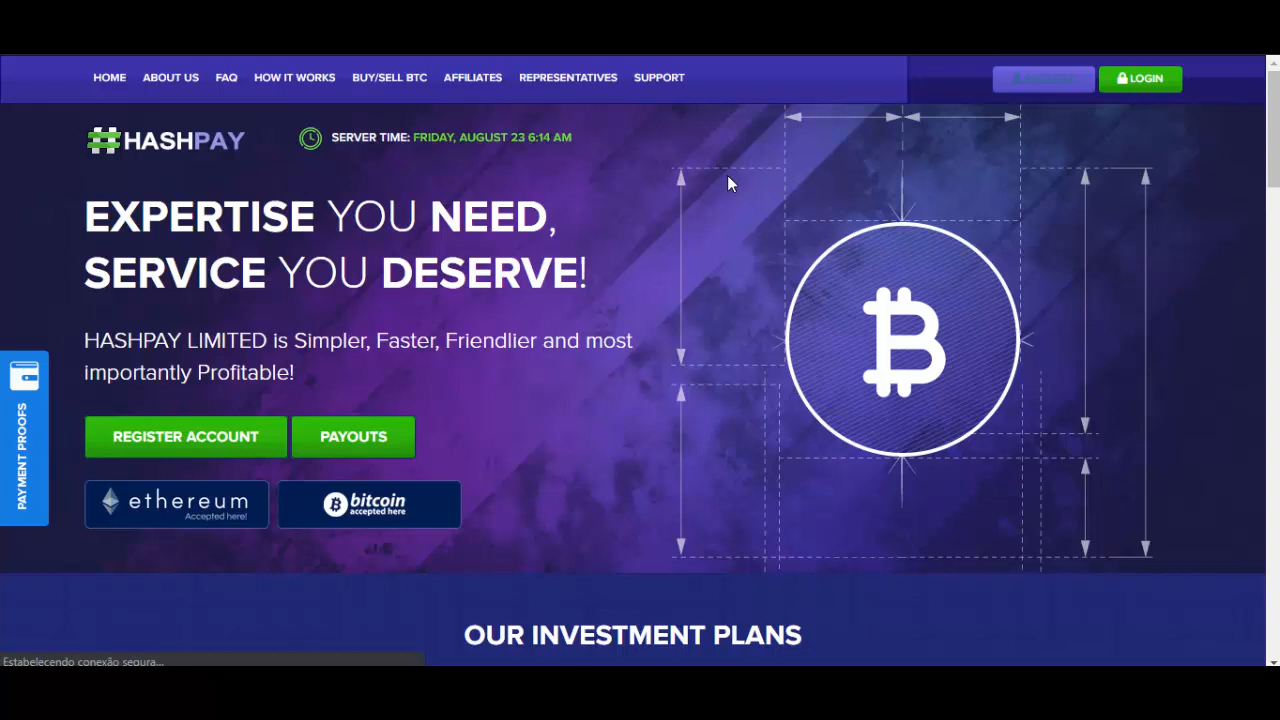 HOME ABOUT US FAQ HOW IT WORKS BUY/SELL BTC AFFILIATES REPRESENTATIVES SUPPORT LOGIN
#HASHPAY
SERVER TIME: FRIDAY, AUGUST 23 6:14 AM
EXPERTISE YOU NEED,
SERVICE YOU DESERVE!
HASHPAY LIMITED is Simpler, Faster, Friendlier and most
importantly Profitable!
PAYMENT PROOFS
REGISTER ACCOUNT PAYOUTS
ethereum
Accepted here!
bitcoin
accepted here
OUR INVESTMENT PLANS
Estabelecendo conexão segura...